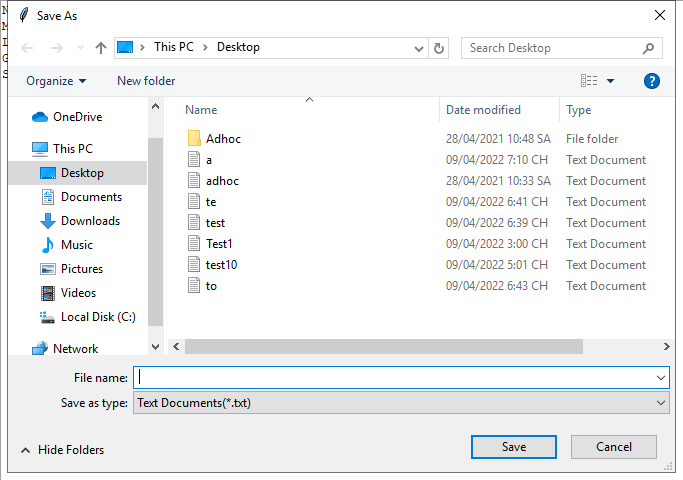 Save As
This PC
Desktop
Search Desktop
Organize
New folder
Name
Date modified
Type
OneDrive
This PC
Desktop
Documents
Downloads
Music
Pictures
Videos
Local Disk (C:)
Network
Adhoc 28/04/2021 10:48 SA File folder
a 09/04/2022 7:10 CH Text Document
adhoc 28/04/2021 10:33 SA Text Document
te 09/04/2022 6:41 CH Text Document
test 09/04/2022 6:39 CH Text Document
Test1 09/04/2022 3:00 CH Text Document
test10 09/04/2022 5:01 CH Text Document
to 09/04/2022 6:43 CH Text Document
File name:
Save as type: Text Documents(*.txt)
Hide Folders
Save
Cancel